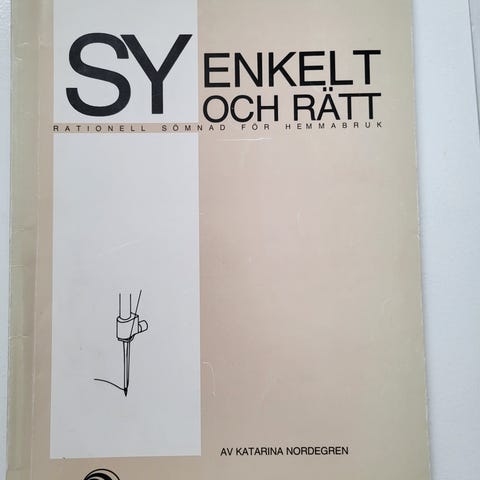 SY ENKELT
OCH RÄTT
RATIONELL SÖMNAD FÖR HEMMABRUK
AV KATARINA NORDEGREN